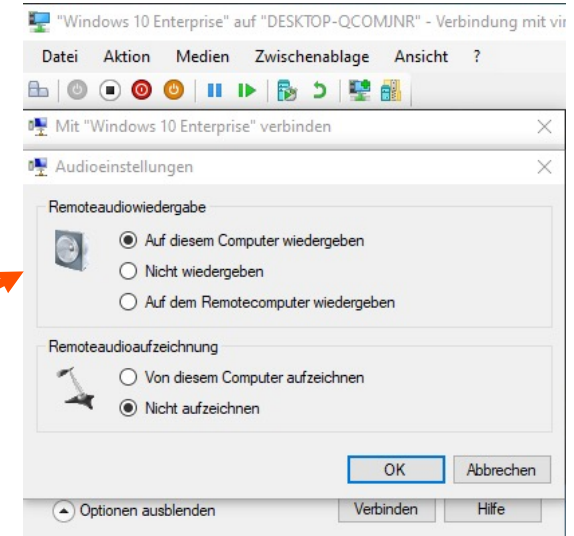 "Windows 10 Enterprise" auf "DESKTOP-QCOMJNR" - Verbindung mit
Datei Aktion Medien Zwischenablage Ansicht ?
Mit "Windows 10 Enterprise" verbinden
Audioeinstellungen
Remoteaudiowiedergabe
Auf diesem Computer wiedergeben
Nicht wiedergeben
Auf dem Remotecomputer wiedergeben
Remoteaudioaufzeichnung
Von diesem Computer aufzeichnen
Nicht aufzeichnen
OK Abbrechen
Optionen ausblenden Verbinden Hilfe